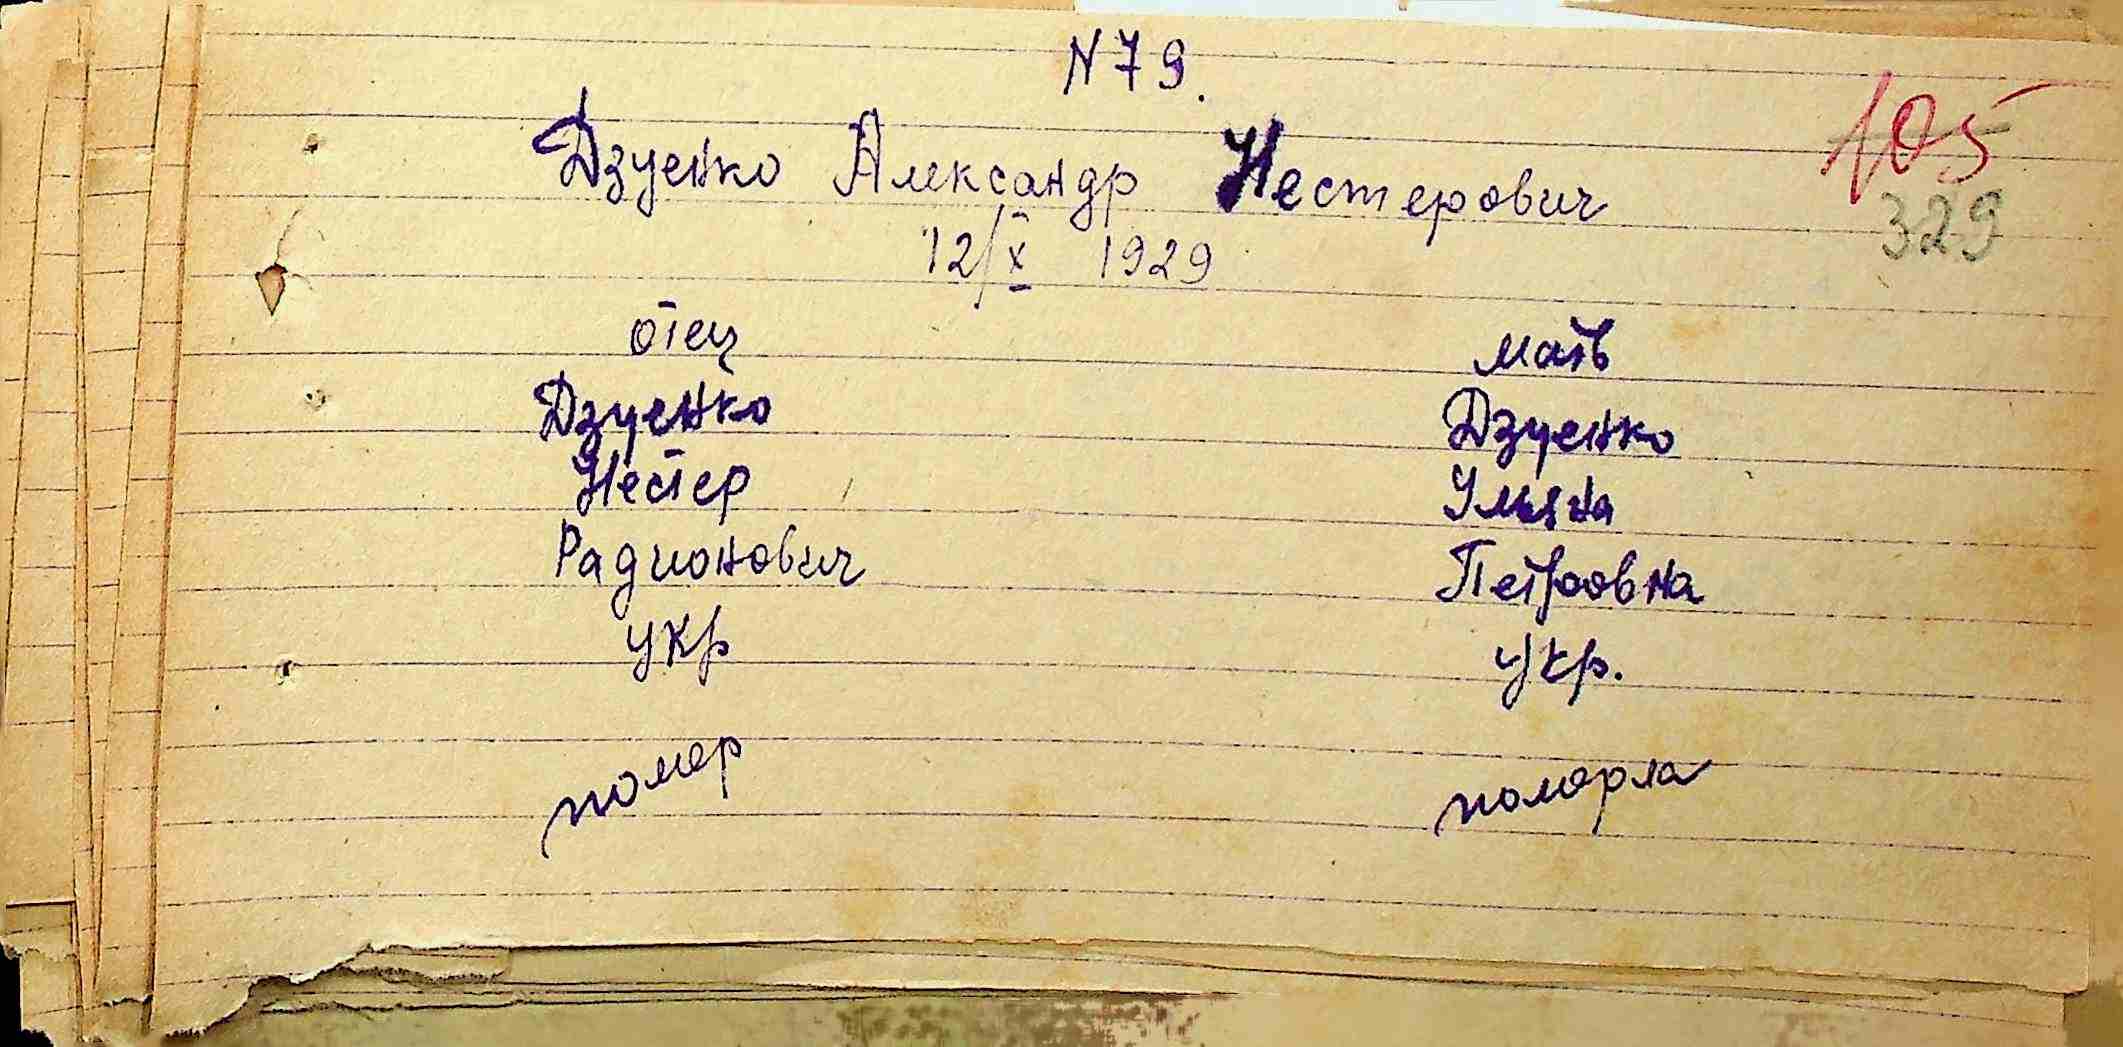 N 79.
105
Дзуенко Александр Нестерович
329
12/X 1929
отец мать
Дзуенко Дзуенко
Нестер Ульяна
Радионович Петровна
укр укр.
помер померла